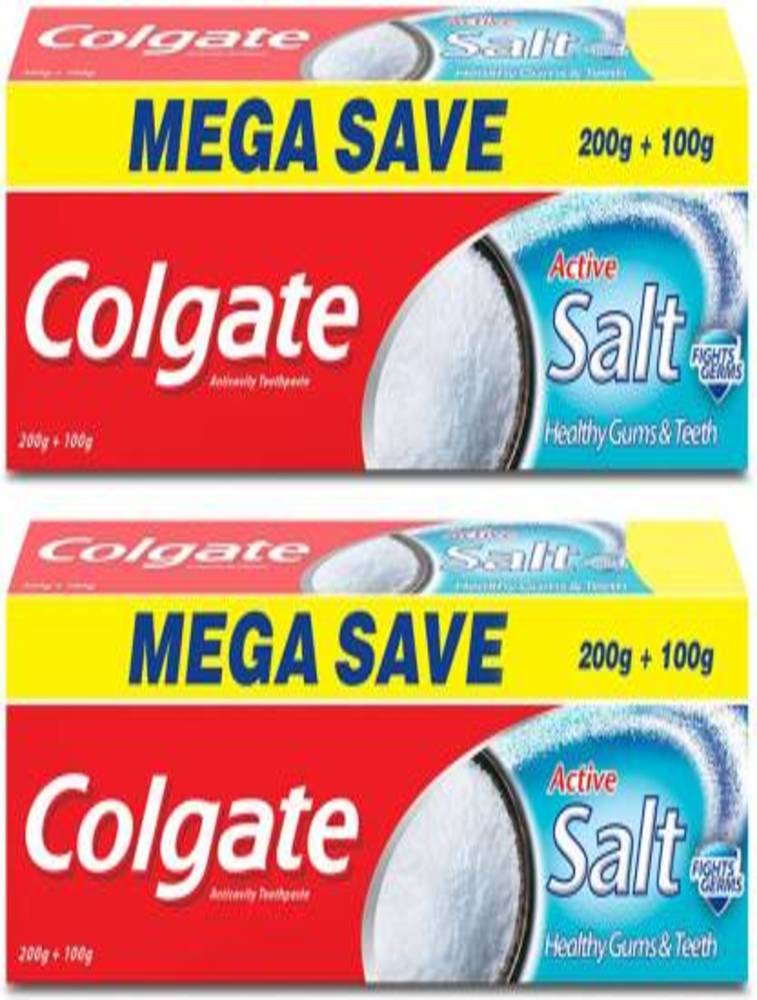 Colgate
Active
Salt
Healthy Gums & Teeth
MEGA SAVE 200g + 100g
Colgate
Anticavity Toothpaste
200g + 100g
Active
Salt
FIGHTS
GERMS
Healthy Gums & Teeth
Colgate
Active
Salt
Healthy Gums & Teeth
MEGA SAVE 200g + 100g
Colgate
Anticavity Toothpaste
200g + 100g
Active
Salt
FIGHTS
GERMS
Healthy Gums & Teeth